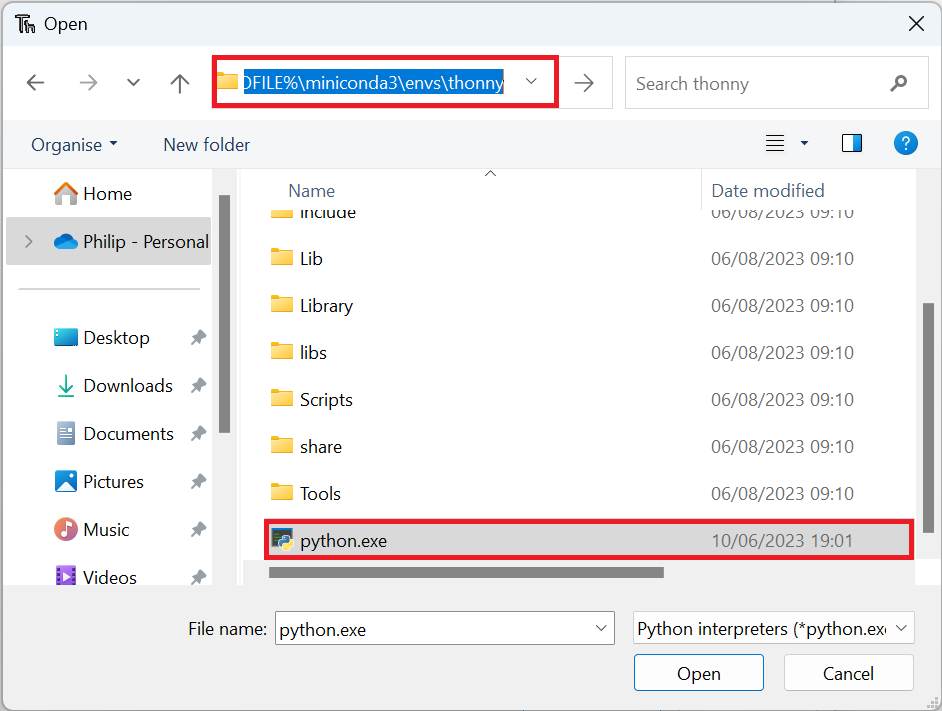 Open
OFILE%\miniconda3\envs\thonny
Search thonny
Organise
New folder
?
Name
Date modified
Home
include
06/08/2023 09:10
Philip - Personal
Lib
06/08/2023 09:10
Library
06/08/2023 09:10
Desktop
libs
06/08/2023 09:10
Downloads
Scripts
06/08/2023 09:10
Documents
share
06/08/2023 09:10
Pictures
Tools
06/08/2023 09:10
Music
python.exe
10/06/2023 19:01
Videos
File name:
python.exe
Python interpreters (*python.exe
Open
Cancel